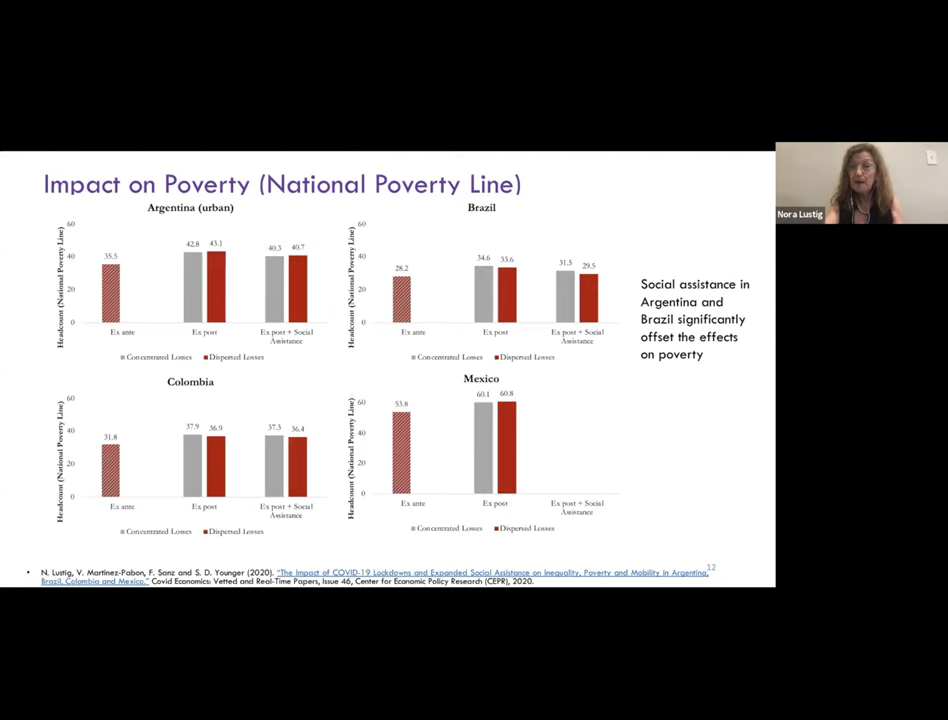 Impact on Poverty (National Poverty Line)
Argentina (urban)
Headcount (National Poverty Line)
60
40
20
0
35.5
42.8
43.1
40.3
40.7
Ex ante
Ex post
Ex post + Social
Assistance
Concentrated Losses
Dispersed Losses
Brazil
Headcount (National Poverty Line)
60
40
20
0
28.2
34.6
33.6
31.5
29.5
Ex ante
Ex post
Ex post + Social
Assistance
Concentrated Losses
Dispersed Losses
Colombia
Headcount (National Poverty Line)
60
40
20
0
31.8
37.9
36.9
37.3
36.4
Ex ante
Ex post
Ex post + Social
Assistance
Concentrated Losses
Dispersed Losses
Mexico
Headcount (National Poverty Line)
60
40
20
0
53.8
60.1
60.8
Ex ante
Ex post
Ex post + Social
Assistance
Concentrated Losses
Dispersed Losses
Social assistance in
Argentina and
Brazil significantly
offset the effects
on poverty
• N. Lustig, V. Martinez-Pabon, F. Sanz and S. D. Younger (2020). "The Impact of COVID-19 Lockdowns and Expanded Social Assistance on Inequality, Poverty and Mobility in Argentina,
Brazil, Colombia and Mexico." Covid Economics: Vetted and Real-Time Papers, Issue 46, Center for Economic Policy Research (CEPR), 2020.
12
Nora Lustig